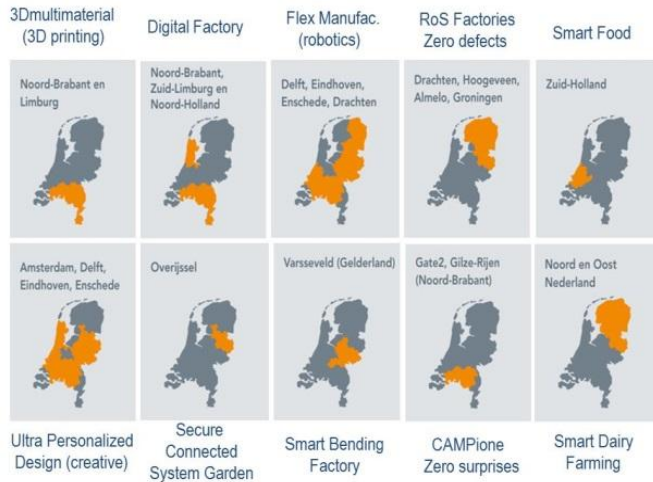 3Dmultimaterial
(3D printing)
Digital Factory
Flex Manufac.
(robotics)
RoS Factories
Zero defects
Smart Food
Noord-Brabant en
Limburg
Noord-Brabant,
Zuid-Limburg en
Noord-Holland
Delft, Eindhoven,
Enschede, Drachten
Drachten, Hoogeveen,
Almelo, Groningen
Zuid-Holland
Amsterdam, Delft,
Eindhoven, Enschede
Overijssel
Varsseveld (Gelderland)
Gate2, Gilze-Rijen
(Noord-Brabant)
Noord en Oost
Nederland
Ultra Personalized
Design (creative)
Secure
Connected
System Garden
Smart Bending
Factory
CAMPione
Zero surprises
Smart Dairy
Farming